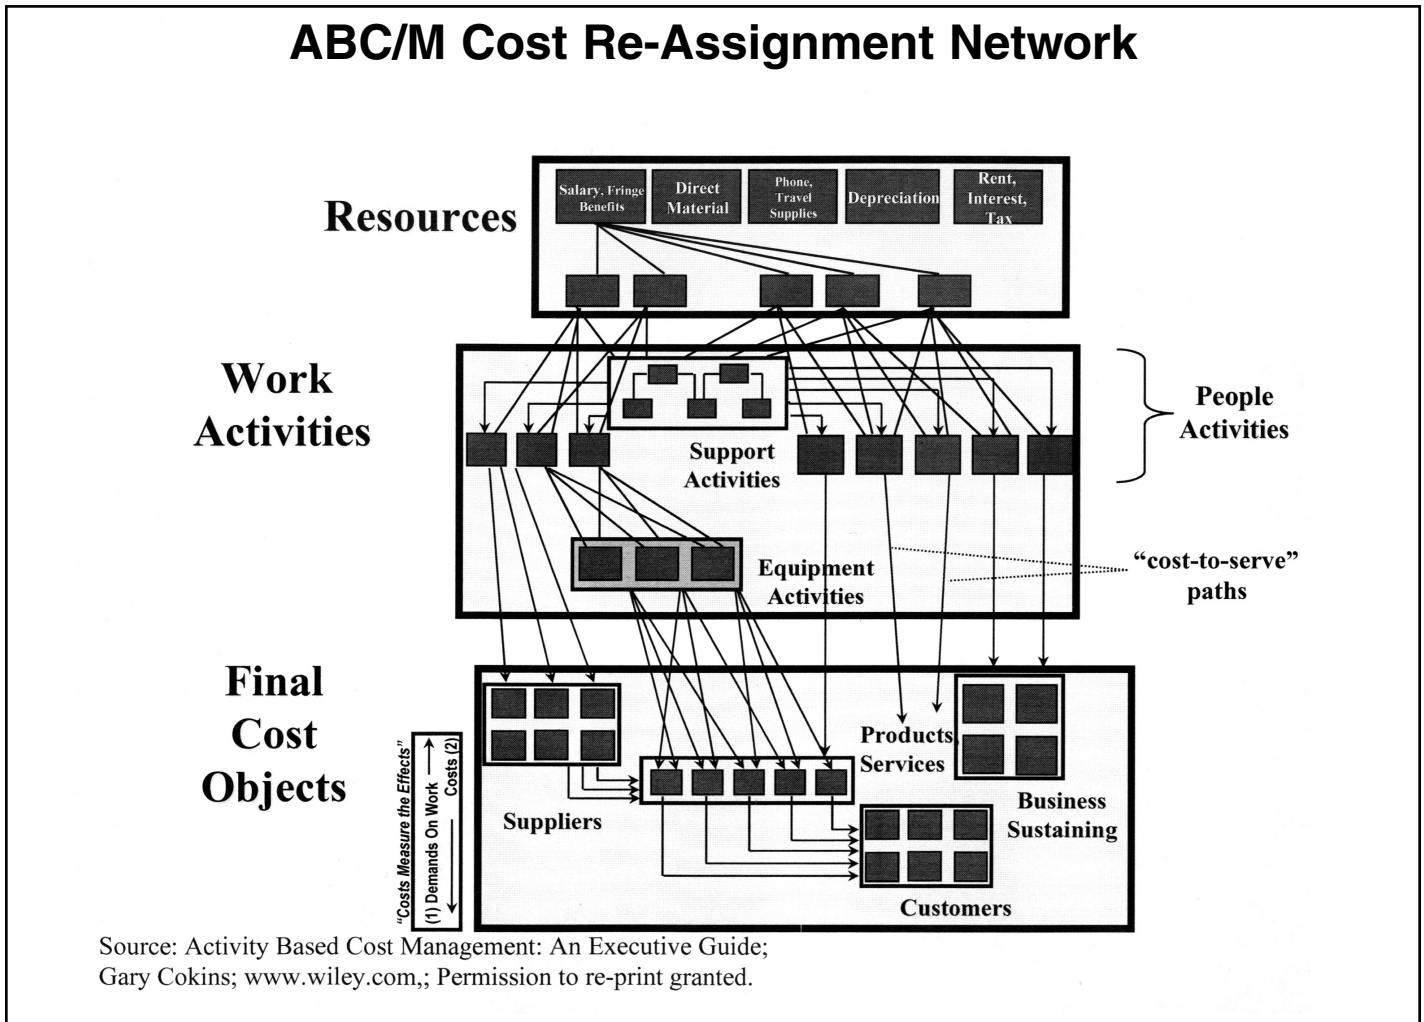 ABC/M Cost Re-Assignment Network
Resources
Salary, Fringe
Benefits
Direct
Material
Phone,
Travel
Supplies
Depreciation
Rent,
Interest,
Tax
Work
Activities
Support
Activities
People
Activities
Equipment
Activities
“cost-to-serve”
paths
Final
Cost
Objects
"Costs Measure the Effects"
(1) Demands On Work
Costs (2)
Suppliers
Products,
Services
Business
Sustaining
Customers
Source: Activity Based Cost Management: An Executive Guide;
Gary Cokins; www.wiley.com,; Permission to re-print granted.